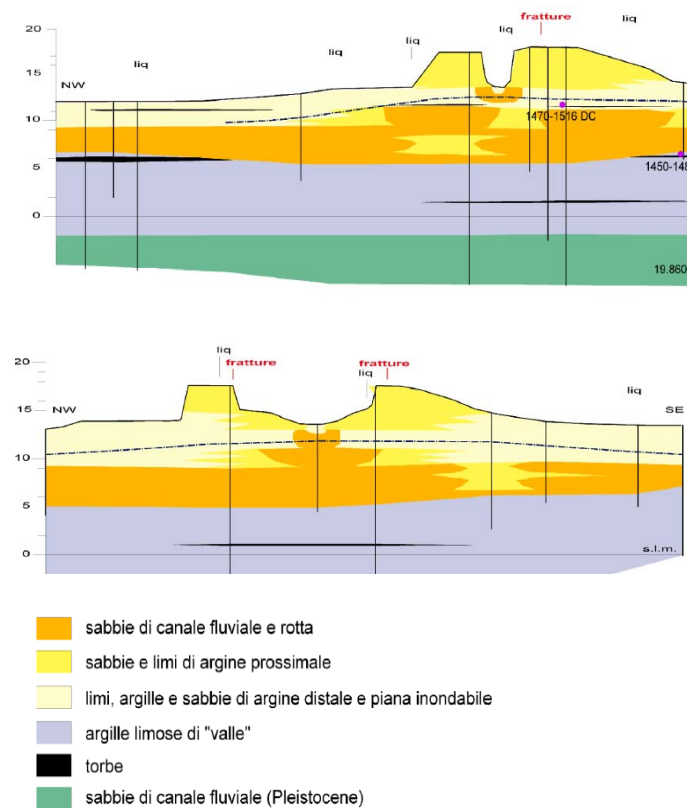 fratture
liq
liq
liq
liq
liq
20
15
10
5
0
NW
1470-1516 DC
1450-148
19.860
liq
fratture
fratture
liq
liq
20
15
10
5
0
NW
SE
s.l.m.
sabbie di canale fluviale e rotta
sabbie e limi di argine prossimale
limi, argille e sabbie di argine distale e piana inondabile
argille limose di "valle"
torbe
sabbie di canale fluviale (Pleistocene)